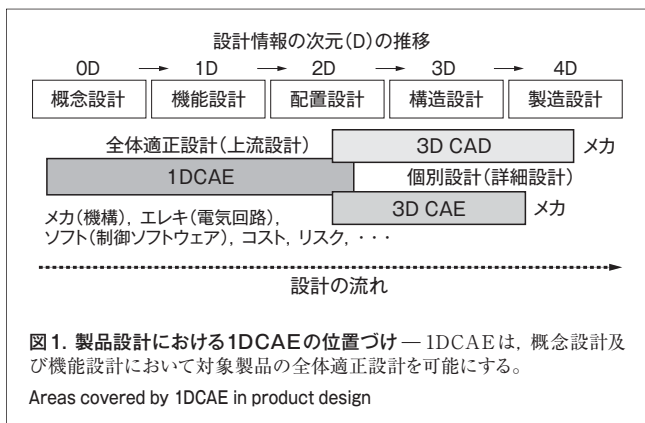 設計情報の次元(D)の推移
0D → 1D → 2D → 3D → 4D
概念設計 機能設計 配置設計 構造設計 製造設計
全体適正設計(上流設計) 3D CAD メカ
1DCAE 個別設計(詳細設計)
3D CAE メカ
メカ(機構),エレキ(電気回路),
ソフト(制御ソフトウェア),コスト,リスク,・・・
設計の流れ
図1.製品設計における1DCAEの位置づけ — 1DCAEは,概念設計及
び機能設計において対象製品の全体適正設計を可能にする。
Areas covered by 1DCAE in product design